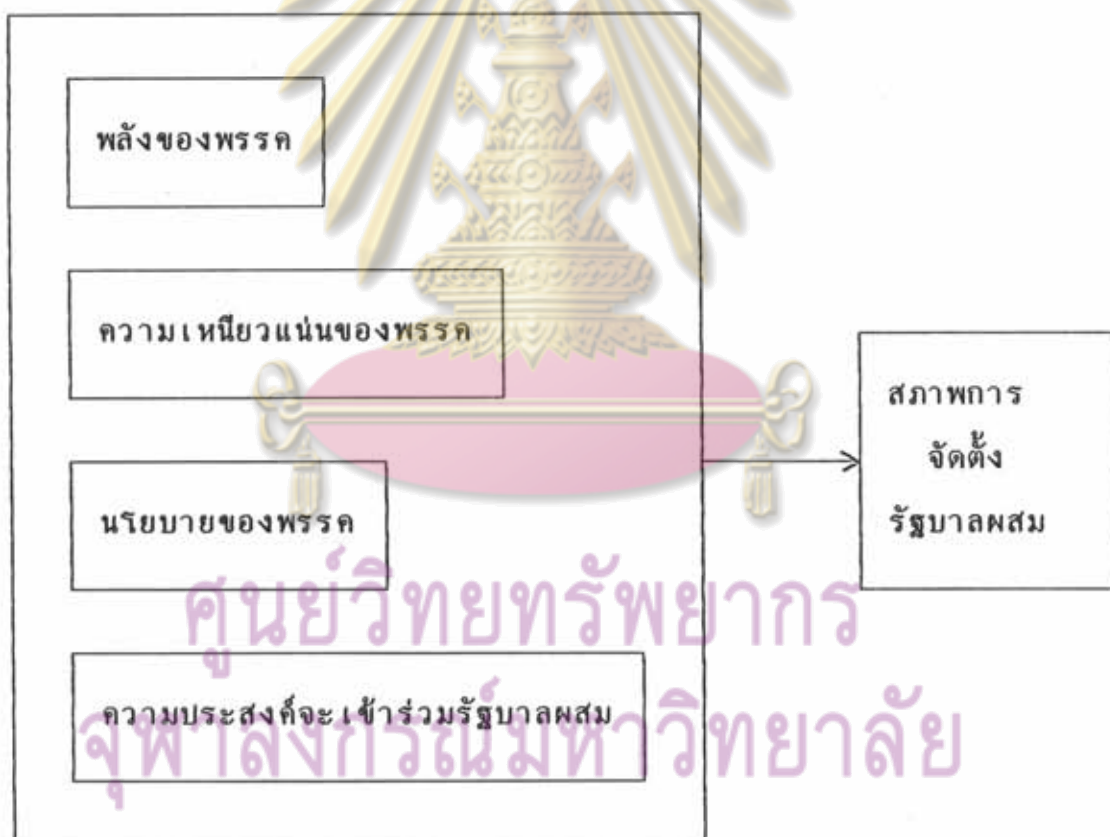 พลังของพรรค
ความเหนียวแน่นของพรรค
นโยบายของพรรค
ความประสงค์จะเข้าร่วมรัฐบาลผสม
สภาพการ
จัดตั้ง
รัฐบาลผสม
ศูนย์วิทยทรัพยากร
จุฬาลงกรณ์มหาวิทยาลัย